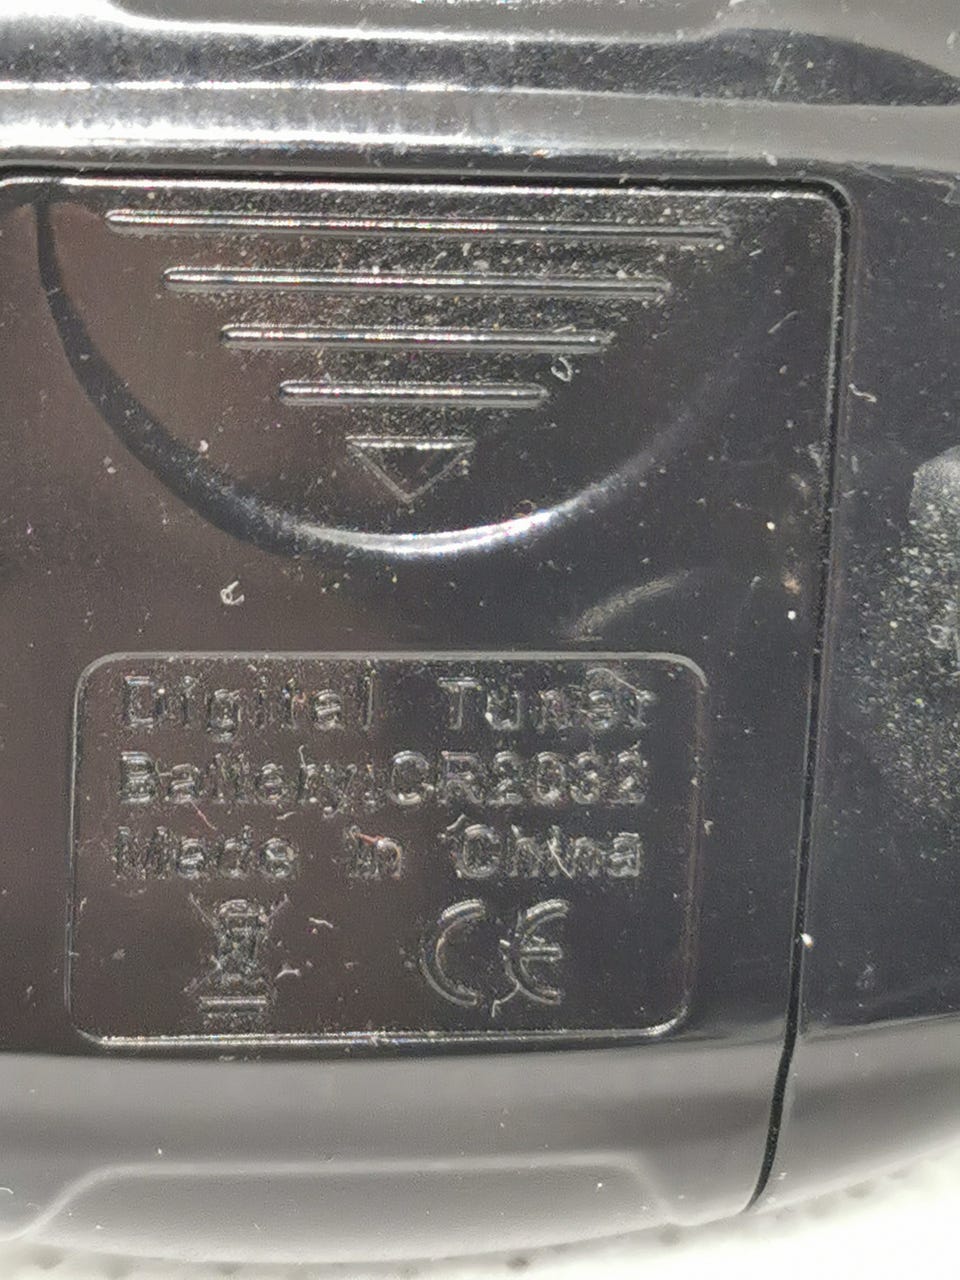 Digital Tuner
Battery:CR2032
Made in China
CE